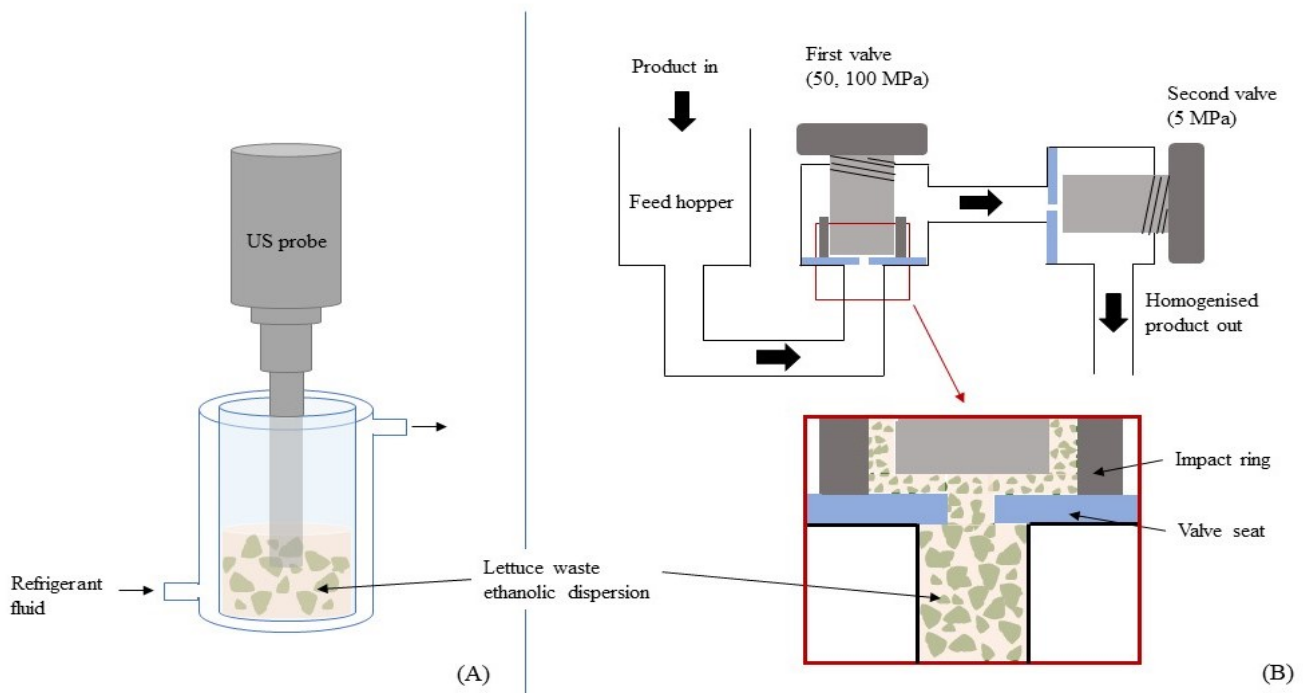 US probe
Refrigerant
fluid
Lettuce waste
ethanolic dispersion
(A)
Product in
Feed hopper
First valve
(50, 100 MPa)
Second valve
(5 MPa)
Homogenised
product out
Impact ring
Valve seat
(B)